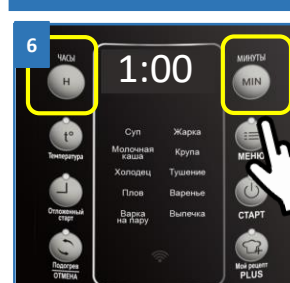 6
ЧАСЫ
H
1:00
МИНУТЫ
MIN
t°
Температура
Суп Жарка
МЕНЮ
Молочная каша Крупа
Холодец Тушение
Отложенный старт
Плов Варенье
СТАРТ
Варка на пару Выпечка
Подогрев
ОТМЕНА
Мой рецепт
PLUS